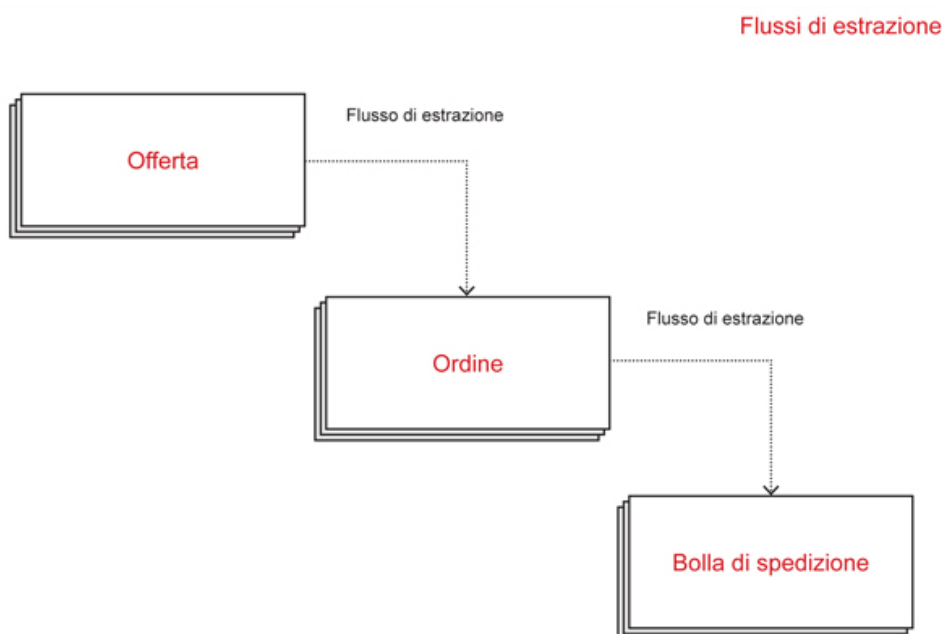 Flussi di estrazione
Flusso di estrazione
Offerta
Flusso di estrazione
Ordine
Bolla di spedizione